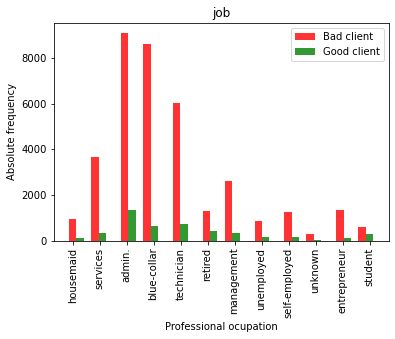 job
Bad client
Good client
Absolute frequency
8000
6000
4000
2000
0
housemaid
services
admin.
blue-collar
technician
retired
management
unemployed
self-employed
unknown
entrepreneur
student
Professional ocupation